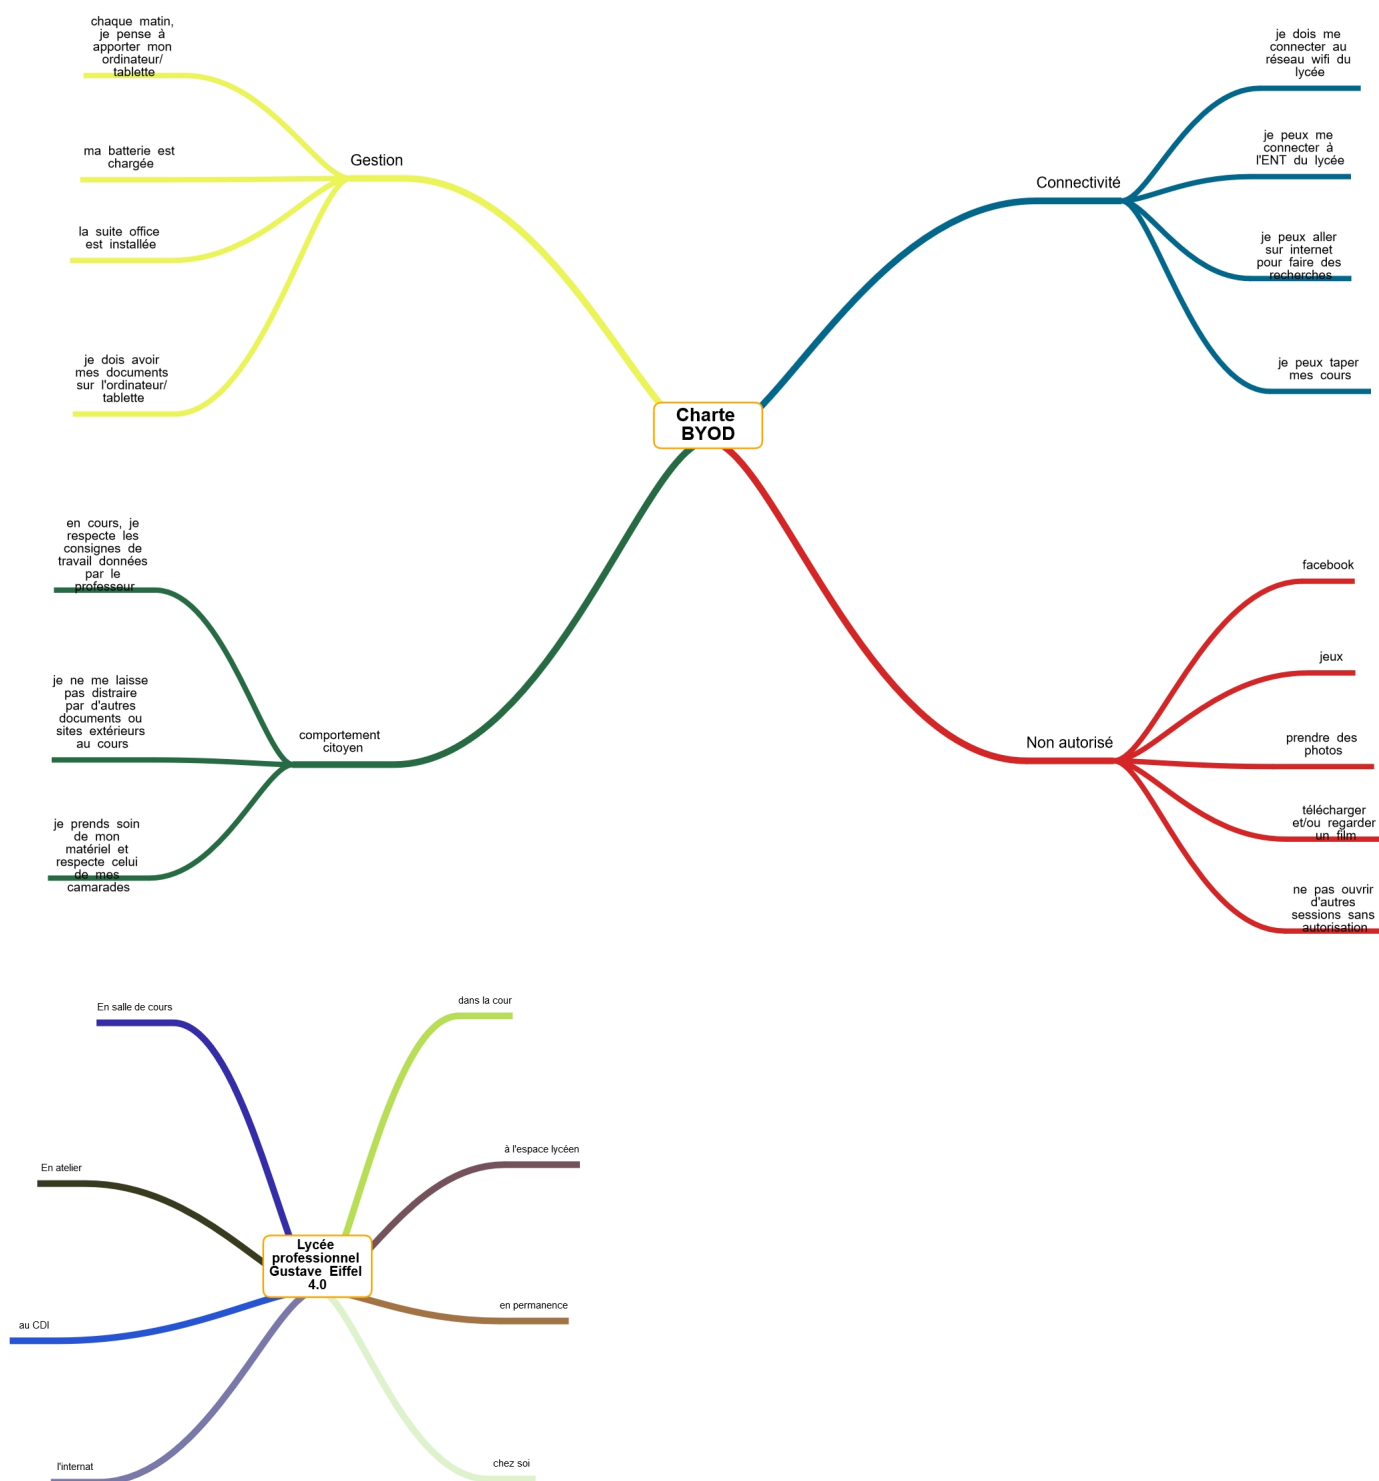 chaque matin,
je pense à
apporter mon
ordinateur/
tablette
ma batterie est
chargée
la suite office
est installée
je dois avoir
mes documents
sur l'ordinateur/
tablette
Gestion
Connectivité
je dois me
connecter au
réseau wifi du
lycée
je peux me
connecter à
l'ENT du lycée
je peux aller
sur internet
pour faire des
recherches
je peux taper
mes cours
Charte
BYOD
en cours, je
respecte les
consignes de
travail données
par le
professeur
je ne me laisse
pas distraire
par d'autres
documents ou
sites extérieurs
au cours
je prends soin
de mon
matériel et
respecte celui
de mes
camarades
comportement
citoyen
Non autorisé
facebook
jeux
prendre des
photos
télécharger
et/ou regarder
un film
ne pas ouvrir
d'autres
sessions sans
autorisation
En salle de cours
dans la cour
En atelier
à l'espace lycéen
Lycée
professionnel
Gustave Eiffel
4.0
au CDI
en permanence
l'internat
chez soi